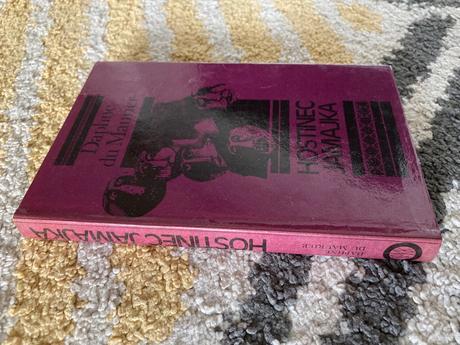 Daphne
du Maurier
HOSTINEC
JAMAJKA
HOSTINEC JAMAJKA
DAPHNE
DU MAURIER